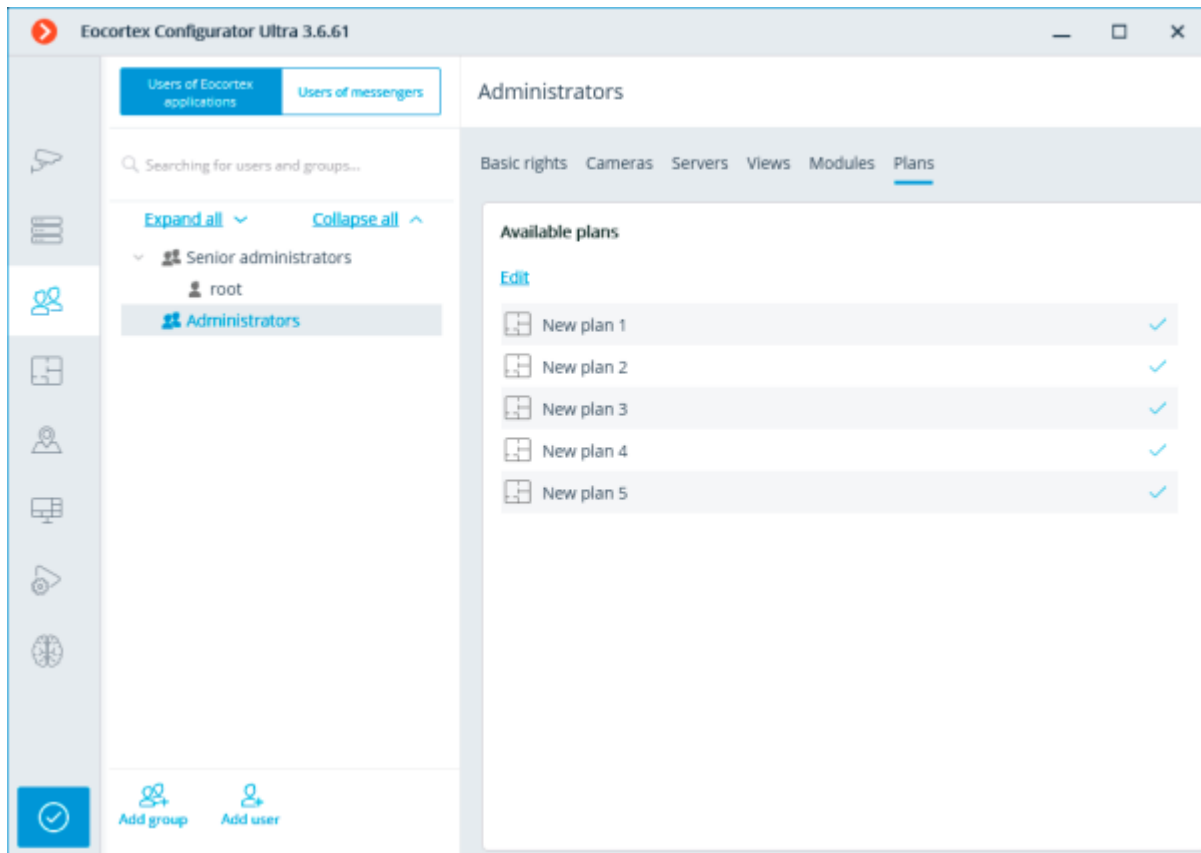 Eocortex Configurator Ultra 3.6.61
Users of Eocortex
applications
Users of messengers
Administrators
Searching for users and groups...
Basic rights Cameras Servers Views Modules Plans
Expand all Collapse all
Senior administrators
root
Administrators
Available plans
Edit
New plan 1
New plan 2
New plan 3
New plan 4
New plan 5
Add group Add user